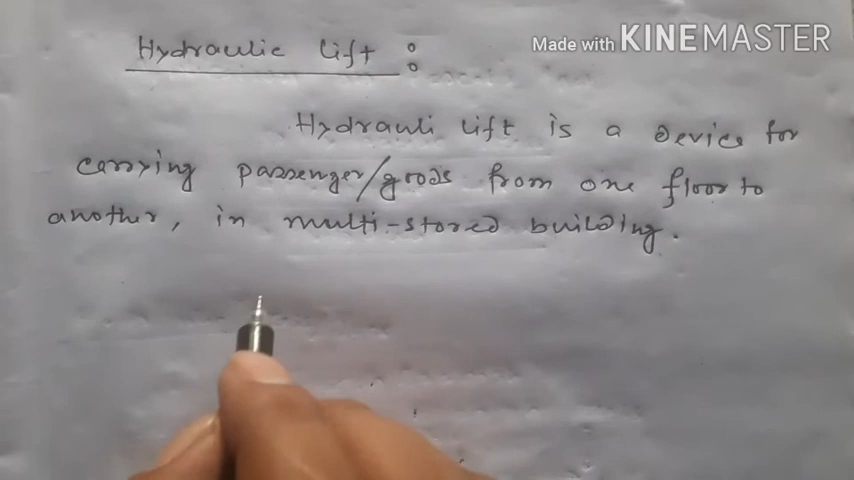 Hydraulic lift :
Made with KINEMASTER
Hydrauli lift is a device for
carrying passenger/goods from one floor to
another, in multi-stored building.